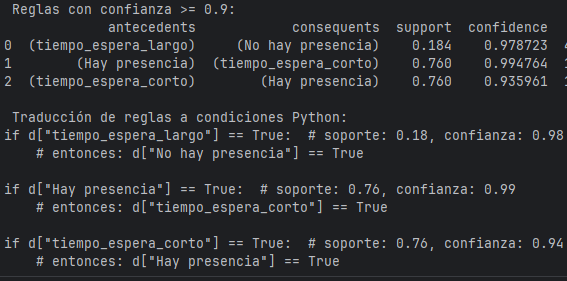 Reglas con confianza >= 0.9:
antecedents consequents support confidence
0 (tiempo_espera_largo) (No hay presencia) 0.184 0.978723
1 (Hay presencia) (tiempo_espera_corto) 0.760 0.994764
2 (tiempo_espera_corto) (Hay presencia) 0.760 0.935961
Traducción de reglas a condiciones Python:
if d["tiempo_espera_largo"] == True:  # soporte: 0.18, confianza: 0.98
    # entonces: d["No hay presencia"] == True
if d["Hay presencia"] == True:  # soporte: 0.76, confianza: 0.99
    # entonces: d["tiempo_espera_corto"] == True
if d["tiempo_espera_corto"] == True:  # soporte: 0.76, confianza: 0.94
    # entonces: d["Hay presencia"] == True